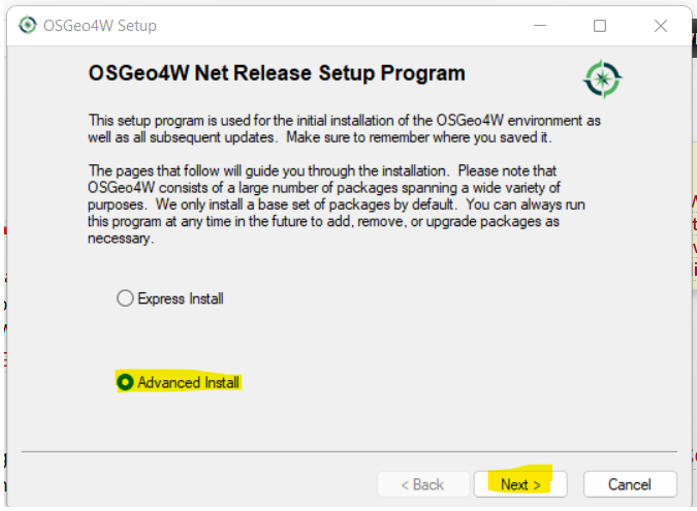 OSGeo4W Setup
OSGeo4W Net Release Setup Program
This setup program is used for the initial installation of the OSGeo4W environment as
well as all subsequent updates. Make sure to remember where you saved it.
The pages that follow will guide you through the installation. Please note that
OSGeo4W consists of a large number of packages spanning a wide variety of
purposes. We only install a base set of packages by default. You can always run
this program at any time in the future to add, remove, or upgrade packages as
necessary.
Express Install
Advanced Install
< Back
Next >
Cancel